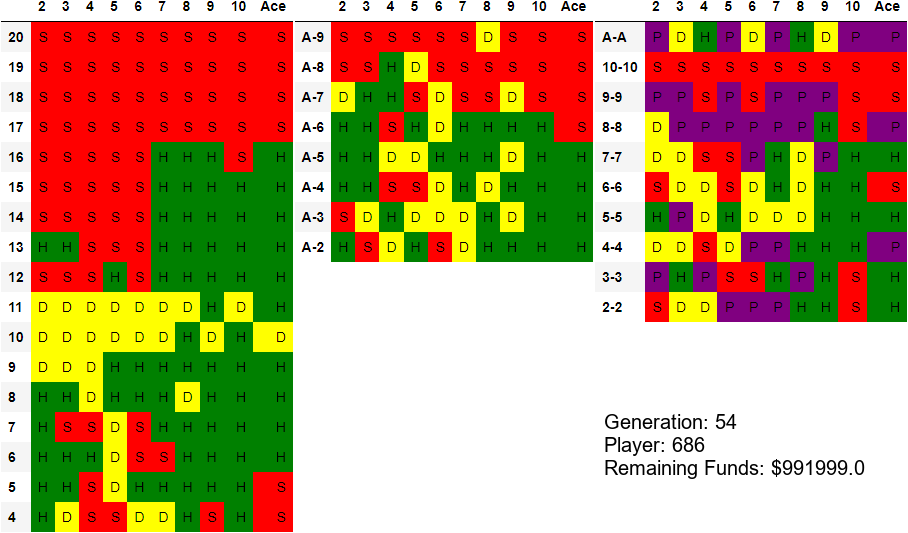 2 3 4 5 6 7 8 9 10 Ace
20 S S S S S S S S S S
19 S S S S S S S S S S
18 S S S S S S S S S S
17 S S S S S S S S S S
16 S S S S S H H H S H
15 S S S S S H H H H H
14 S S S S S H H H H H
13 H H S S S H H H H H
12 S S S H S H H H H H
11 D D D D D D D H D H
10 D D D D D D H D H D
9 D D D H H H H H H H
8 H H D H H H D H H H
7 H S S D S H H H H H
6 H H H D S S H H H H
5 H H S D H H H H H S
4 H D S S D D H S H S
2 3 4 5 6 7 8 9 10 Ace
A-9 S S S S S S D S S S
A-8 S S H D S S S S S S
A-7 D H H S D S S D S S
A-6 H H S H D H H H H S
A-5 H H D D H H H D H H
A-4 H H S S D H D H H H
A-3 S D H D D D H D H H
A-2 H S D H S D H H H H
2 3 4 5 6 7 8 9 10 Ace
A-A P D H P D P H D P P
10-10 S S S S S S S S S S
9-9 P P S P S P P P S S
8-8 D P P P P P P H S P
7-7 D D S S P H D P H H
6-6 S D D S D H D H H S
5-5 H P D H D D D H H H
4-4 D D S D P P H H H P
3-3 P H P S S H P H S H
2-2 S D D P P P H H S H
Generation: 54
Player: 686
Remaining Funds: $991999.0